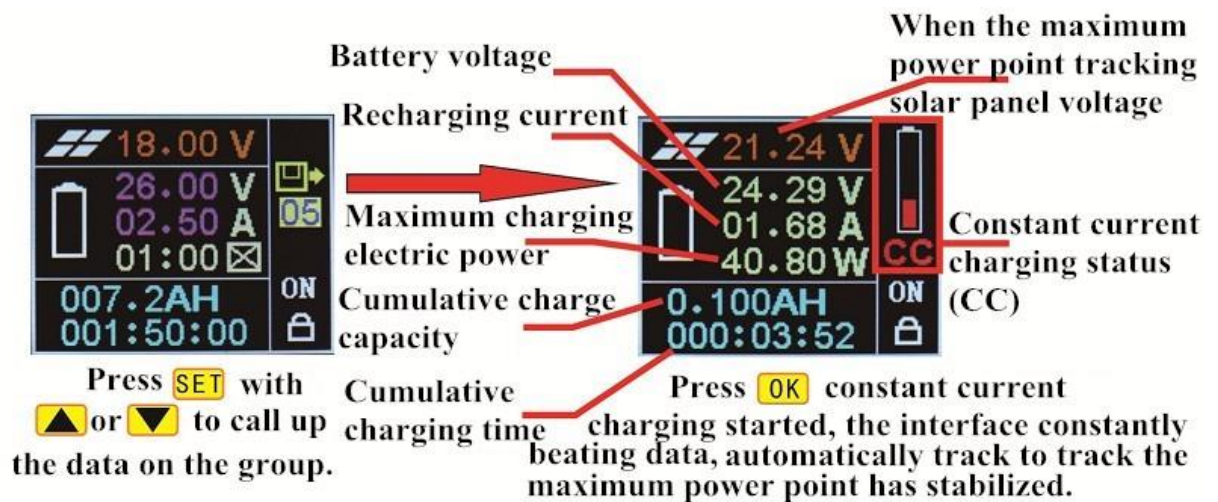 18.00 V
26.00 V
02.50 A
01:00
05
ON
007.2AH
001:50:00
Press SET with
▲ or ▼ to call up
the data on the group.
Battery voltage
Recharging current
Maximum charging
electric power
Cumulative charge
capacity
Cumulative
charging time
When the maximum
power point tracking
solar panel voltage
21.24 V
24.29 V
01.68 A
40.80 W
CC
ON
0.100AH
000:03:52
Constant current
charging status
(CC)
Press OK constant current
charging started, the interface constantly
beating data, automatically track to track the
maximum power point has stabilized.